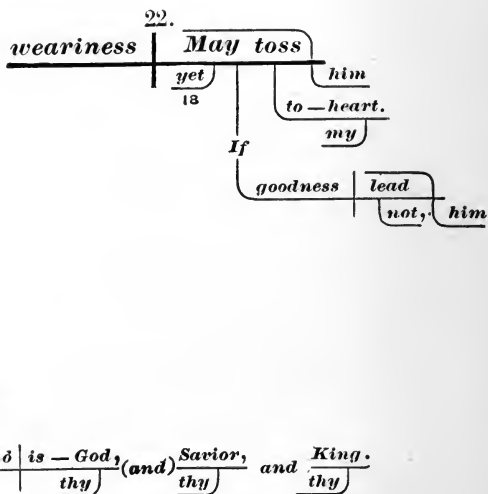 22.
weariness May toss
yet him
18
to — heart.
my
If
goodness lead
not, him
is — God, (and) Savior, and King.
thy thy thy